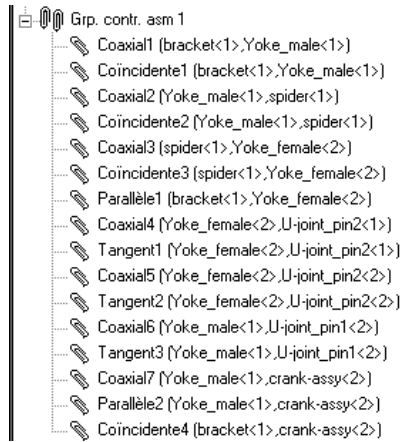 Grp. contr. asm 1
Coaxial1 (bracket<1>,Yoke_male<1>)
Coïncidente1 (bracket<1>,Yoke_male<1>)
Coaxial2 (Yoke_male<1>,spider<1>)
Coïncidente2 (Yoke_male<1>,spider<1>)
Coaxial3 (spider<1>,Yoke_female<2>)
Coïncidente3 (spider<1>,Yoke_female<2>)
Parallèle1 (bracket<1>,Yoke_female<2>)
Coaxial4 (Yoke_female<2>,U-joint_pin2<1>)
Tangent1 (Yoke_female<2>,U-joint_pin2<1>)
Coaxial5 (Yoke_female<2>,U-joint_pin2<2>)
Tangent2 (Yoke_female<2>,U-joint_pin2<2>)
Coaxial6 (Yoke_male<1>,U-joint_pin1<2>)
Tangent3 (Yoke_male<1>,U-joint_pin1<2>)
Coaxial7 (Yoke_male<1>,crank-assy<2>)
Parallèle2 (Yoke_male<1>,crank-assy<2>)
Coïncidente4 (bracket<1>,crank-assy<2>)